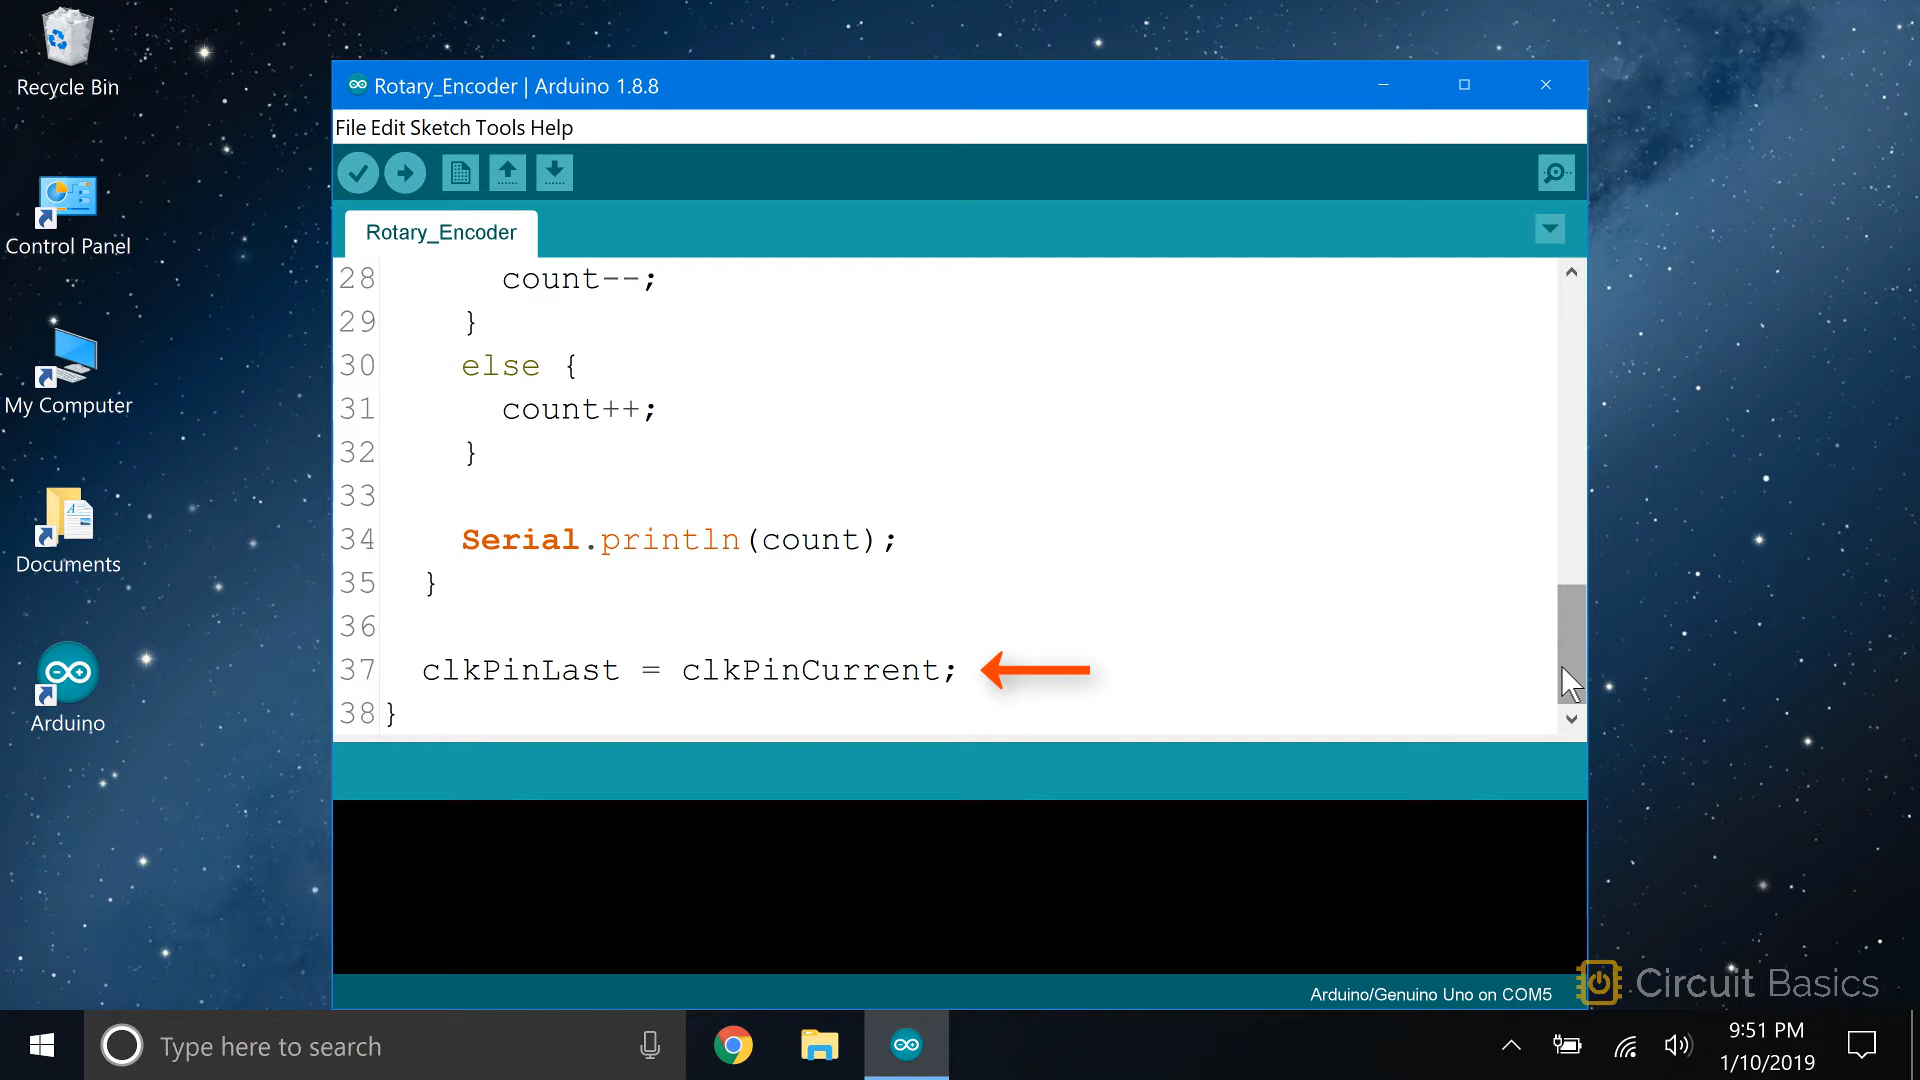 Recycle Bin
Control Panel
My Computer
Documents
Arduino
Rotary_Encoder | Arduino 1.8.8
File Edit Sketch Tools Help
Rotary_Encoder
28 count--;
29 }
30 else {
31 count++;
32 }
33
34 Serial.println(count);
35 }
36
37 clkPinLast = clkPinCurrent;
38 }
Arduino/Genuino Uno on COM5
Circuit Basics
Type here to search
9:51 PM
1/10/2019